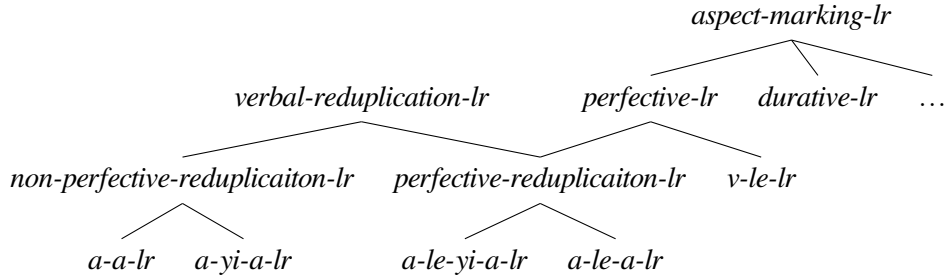 aspect-marking-lr
verbal-reduplication-lr perfective-lr durative-lr ...
non-perfective-reduplicaiton-lr perfective-reduplicaiton-lr v-le-lr
a-a-lr a-yi-a-lr a-le-yi-a-lr a-le-a-lr